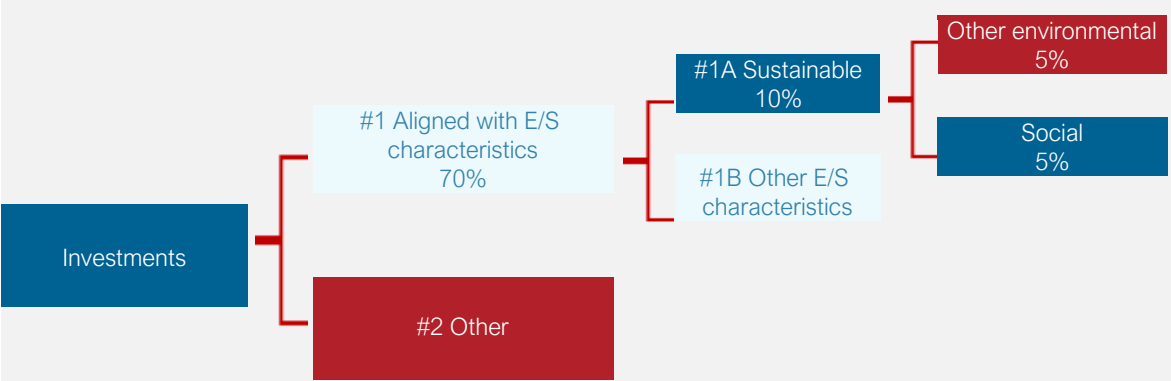 Investments
#1 Aligned with E/S
characteristics
70%
#2 Other
#1A Sustainable
10%
#1B Other E/S
characteristics
Other environmental
5%
Social
5%